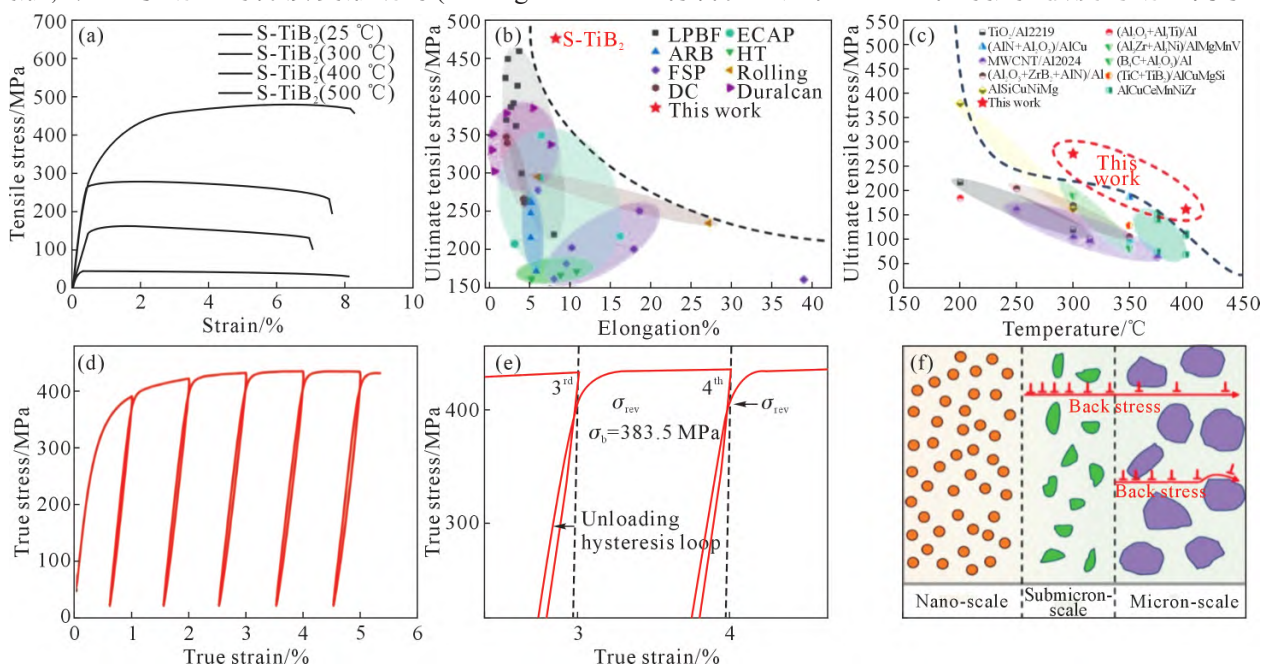 (a)
S-TiB₂(25 ℃)
S-TiB₂(300 ℃)
S-TiB₂(400 ℃)
S-TiB₂(500 ℃)
Tensile stress/MPa
700
600
500
400
300
200
100
0
0 2 4 6 8 10
Strain/%
(b)
S-TiB₂
LPBF ECAP
ARB HT
FSP Rolling
DC Duralcan
This work
Ultimate tensile stress/MPa
500
450
400
350
300
250
200
150
0 5 10 15 20 25 30 35 40
Elongation%
(c)
TiO₂/Al2219 (Al₂O₃+Al₃Ti)/Al
(AlN+Al₂O₃)/AlCu (Al₃Zr+Al₃Ni)/AlMgMnV
MWCNT/Al2024 (B₄C+Al₂O₃)/Al
(Al₂O₃+ZrB₂+AlN)/Al (TiC+TiB₂)/AlCuMgSi
AlSiCuNiMg AlCuCeMnNiZr
This work
This
work
Ultimate tensile stress/MPa
500
450
400
350
300
250
200
150
100
50
0
150 200 250 300 350 400 450
Temperature/℃
(d)
True stress/MPa
400
400
400
100
0
0 1 2 3 4 5 6
True strain/%
(e)
3rd
4th
σrev
σrev
σb=383.5 MPa
Unloading
hysteresis loop
True stress/MPa
400
300
3 4
True strain/%
(f)
Back stress
Back stress
Nano-scale
Submicron-
scale
Micron-scale